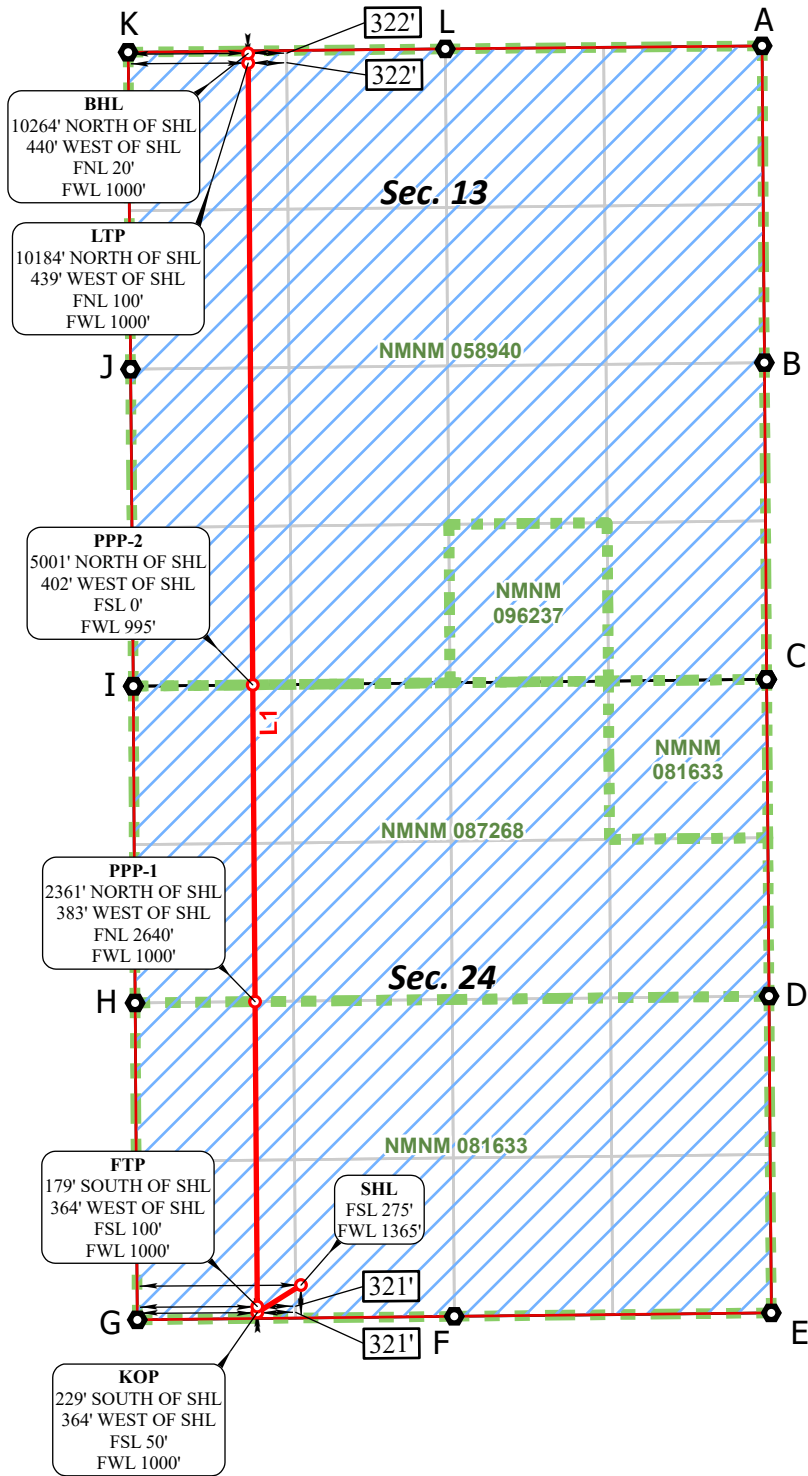 K
L
A
322'
322'
BHL
10264' NORTH OF SHL
440' WEST OF SHL
FNL 20'
FWL 1000'
Sec. 13
LTP
10184' NORTH OF SHL
439' WEST OF SHL
FNL 100'
FWL 1000'
NMNM 058940
J
B
PPP-2
5001' NORTH OF SHL
402' WEST OF SHL
FSL 0'
FWL 995'
NMNM
096237
I
C
L1
NMNM
081633
NMNM 087268
PPP-1
2361' NORTH OF SHL
383' WEST OF SHL
FNL 2640'
FWL 1000'
Sec. 24
H
D
NMNM 081633
FTP
179' SOUTH OF SHL
364' WEST OF SHL
FSL 100'
FWL 1000'
SHL
FSL 275'
FWL 1365'
321'
321'
G
F
E
KOP
229' SOUTH OF SHL
364' WEST OF SHL
FSL 50'
FWL 1000'